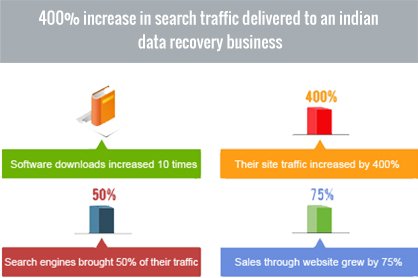 400% increase in search traffic delivered to an indian
data recovery business
400%
Software downloads increased 10 times
Their site traffic increased by 400%
50%
75%
Search engines brought 50% of their traffic
Sales through website grew by 75%